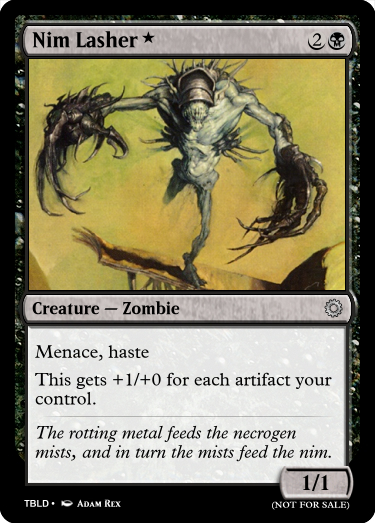 Nim Lasher ★ 2
Creature — Zombie
Menace, haste
This gets +1/+0 for each artifact your
control.
The rotting metal feeds the necrogen
mists, and in turn the mists feed the nim.
1/1
TBLD • Adam Rex
(NOT FOR SALE)